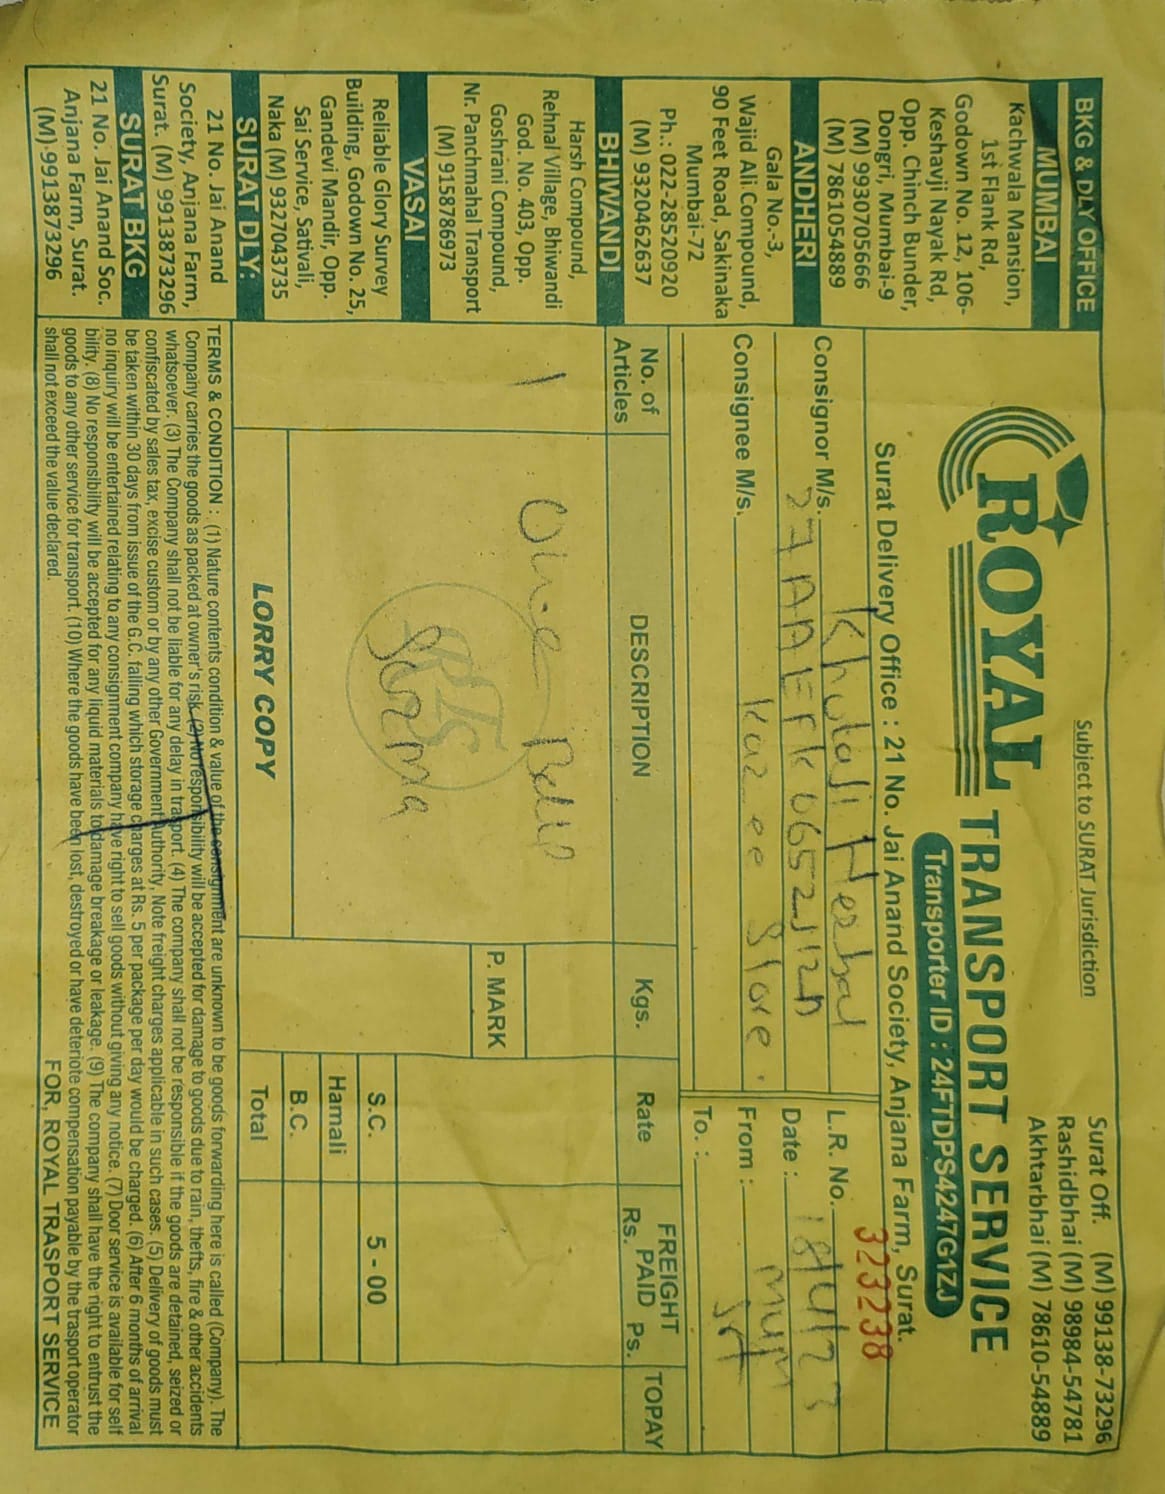 Subject to SURAT Jurisdiction
Surat Off. (M) 99138-73296
Rashidbhai (M) 98984-54781
Akhtarbhai (M) 78610-54889
ROYAL TRANSPORT SERVICE
Transporter ID : 24FTDPS4247G1ZJ
Surat Delivery Office : 21 No. Jai Anand Society, Anjana Farm, Surat.
BKG & DLY OFFICE
MUMBAI
Kachwala Mansion,
1st Flank Rd,
Godown No. 12, 106-
Keshavji Nayak Rd,
Opp. Chinch Bunder,
Dongri, Mumbai-9
(M) 9930705666
(M) 7861054889
ANDHERI
Gala No.-3,
Wajid Ali Compound,
90 Feet Road, Sakinaka
Mumbai-72
Ph.: 022-28520920
(M) 9320462637
BHIWANDI
Harsh Compound,
Rehnal Village, Bhiwandi
God. No. 403, Opp.
Goshrani Compound,
Nr. Panchmahal Transport
(M) 9158786973
VASAI
Reliable Glory Survey
Building, Godown No. 25,
Gandevi Mandir, Opp.
Sai Service, Sativali,
Naka (M) 9327043735
SURAT DLY:
21 No. Jai Anand
Society, Anjana Farm,
Surat. (M) 9913873296
SURAT BKG
21 No. Jai Anand Soc.
Anjana Farm, Surat.
(M) 9913873296
Consignor M/s. Herbal
Consignee M/s. Store
L.R. No. 323238
Date : 18/4/23
From : Mum
To. : Srt
No. of Articles
DESCRIPTION
Kgs.
Rate
FREIGHT
PAID
Rs. Ps.
TOPAY
1
P. MARK
RTS
S.C. 5 - 00
Hamali
B.C.
Total
LORRY COPY
TERMS & CONDITION : (1) Nature contents condition & value of the consignment are unknown to be goods forwarding here is called (Company). The
Company carries the goods as packed at owner's risk. (2) No responsibility will be accepted for damage to goods due to rain, thefts, fire & other accidents
whatsoever. (3) The Company shall not be liable for any delay in trasport. (4) The company shall not be responsible if the goods are detained, seized or
confiscated by sales tax, excise custom or by any other Government Authority. Note freight charges applicable in such cases. (5) Delivery of goods must
be taken within 30 days from issue of the G.C. falling which storage charges at Rs. 5 per package per day would be charged. (6) After 6 months of arrival
no inquiry will be entertained relating to any consignment company have right to sell goods without giving any notice. (7) Door service is available for self
bility. (8) No responsibility will be accepted for any liquid materials to damage breakage or leakage. (9) The company shall have the right to entrust the
goods to any other service for transport. (10) Where the goods have been lost, destroyed or have deteriote compensation payable by the trasport operator
shall not exceed the value declared.
FOR, ROYAL TRASPORT SERVICE